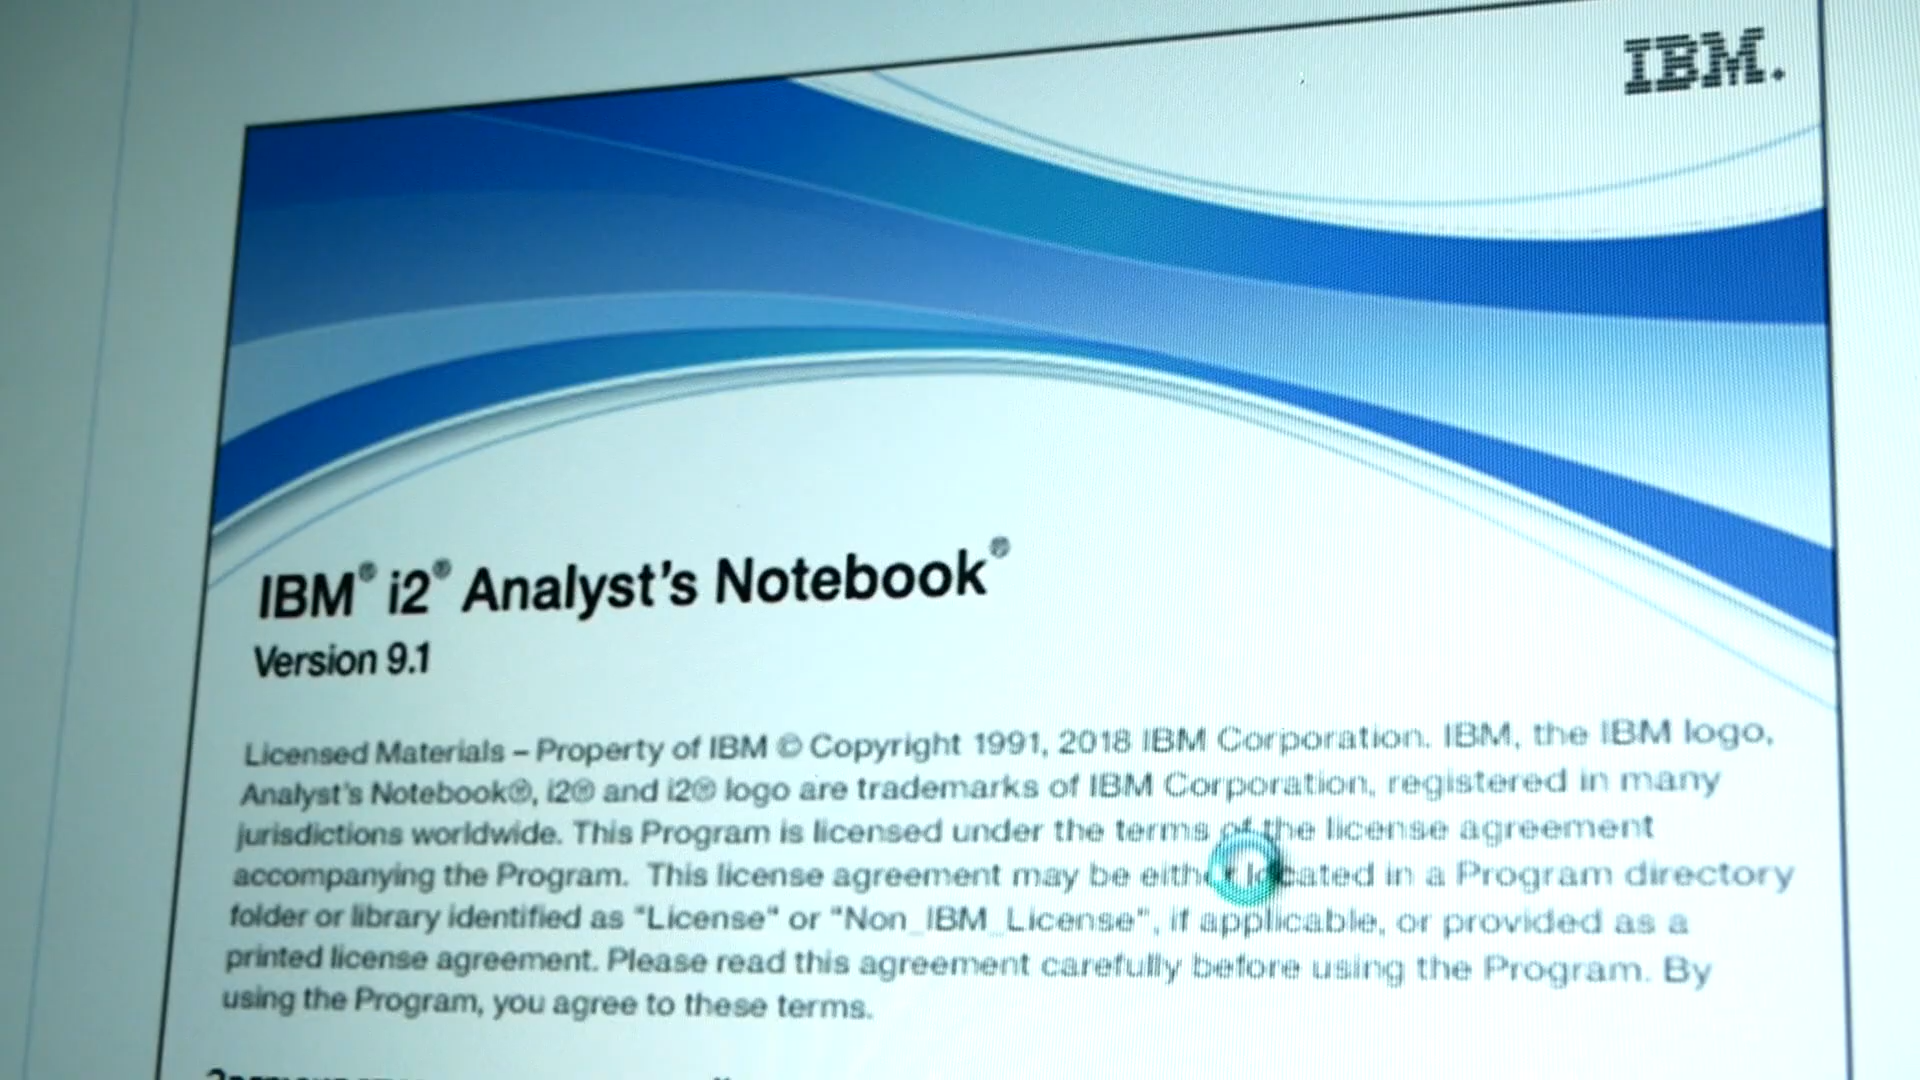 IBM.
IBM® i2® Analyst's Notebook®
Version 9.1
Licensed Materials – Property of IBM © Copyright 1991, 2018 IBM Corporation. IBM, the IBM logo,
Analyst's Notebook®, i2® and i2® logo are trademarks of IBM Corporation, registered in many
jurisdictions worldwide. This Program is licensed under the terms of the license agreement
accompanying the Program. This license agreement may be either located in a Program directory
folder or library identified as "License" or "Non_IBM_License", if applicable, or provided as a
printed license agreement. Please read this agreement carefully before using the Program. By
using the Program, you agree to these terms.